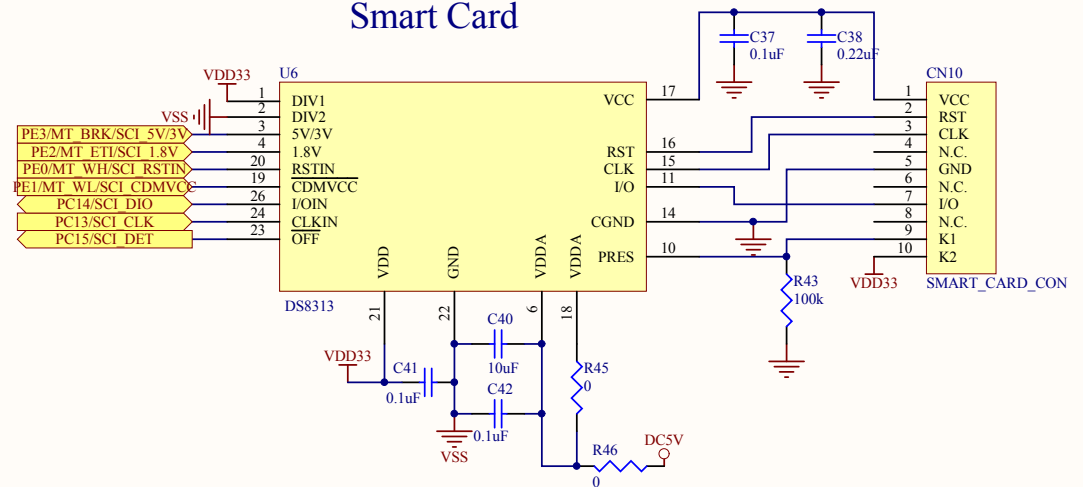 Smart Card
C37
0.1uF
C38
0.22uF
U6
CN10
VDD33
1 DIV1
VSS 2 DIV2
PE3/MT_BRK/SCI_5V/3V 3 5V/3V
PE2/MT_ETI/SCI_1.8V 4 1.8V
PE0/MT_WH/SCI_RSTIN 20 RSTIN
PE1/MT_WL/SCI_CDMVCC 19 CDMVCC
PC14/SCI_DIO 26 I/OIN
PC13/SCI_CLK 24 CLKIN
PC15/SCI_DET 23 OFF
VCC 17
RST 16
CLK 15
I/O 11
CGND 14
PRES 10
VDD 21
GND 22
VDDA 6
VDDA 18
DS8313
1 VCC
2 RST
3 CLK
4 N.C.
5 GND
6 N.C.
7 I/O
8 N.C.
9 K1
10 K2
VDD33
SMART_CARD_CON
R43
100k
C40
10uF
VDD33
C41
0.1uF
C42
0.1uF
VSS
R45
0
R46
0
DC5V